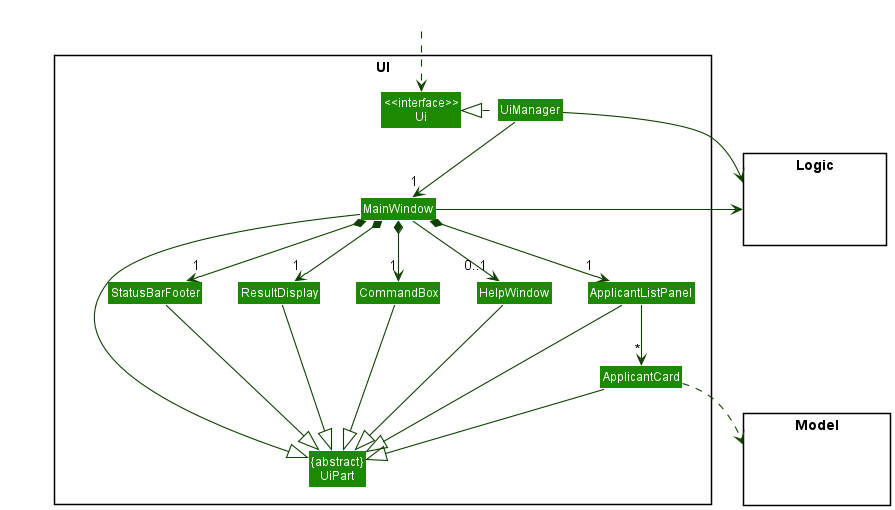 UI
<<interface>>
Ui
UiManager
Logic
1
MainWindow
1
1
1
0..1
1
StatusBarFooter
ResultDisplay
CommandBox
HelpWindow
ApplicantListPanel
*
ApplicantCard
Model
{abstract}
UiPart